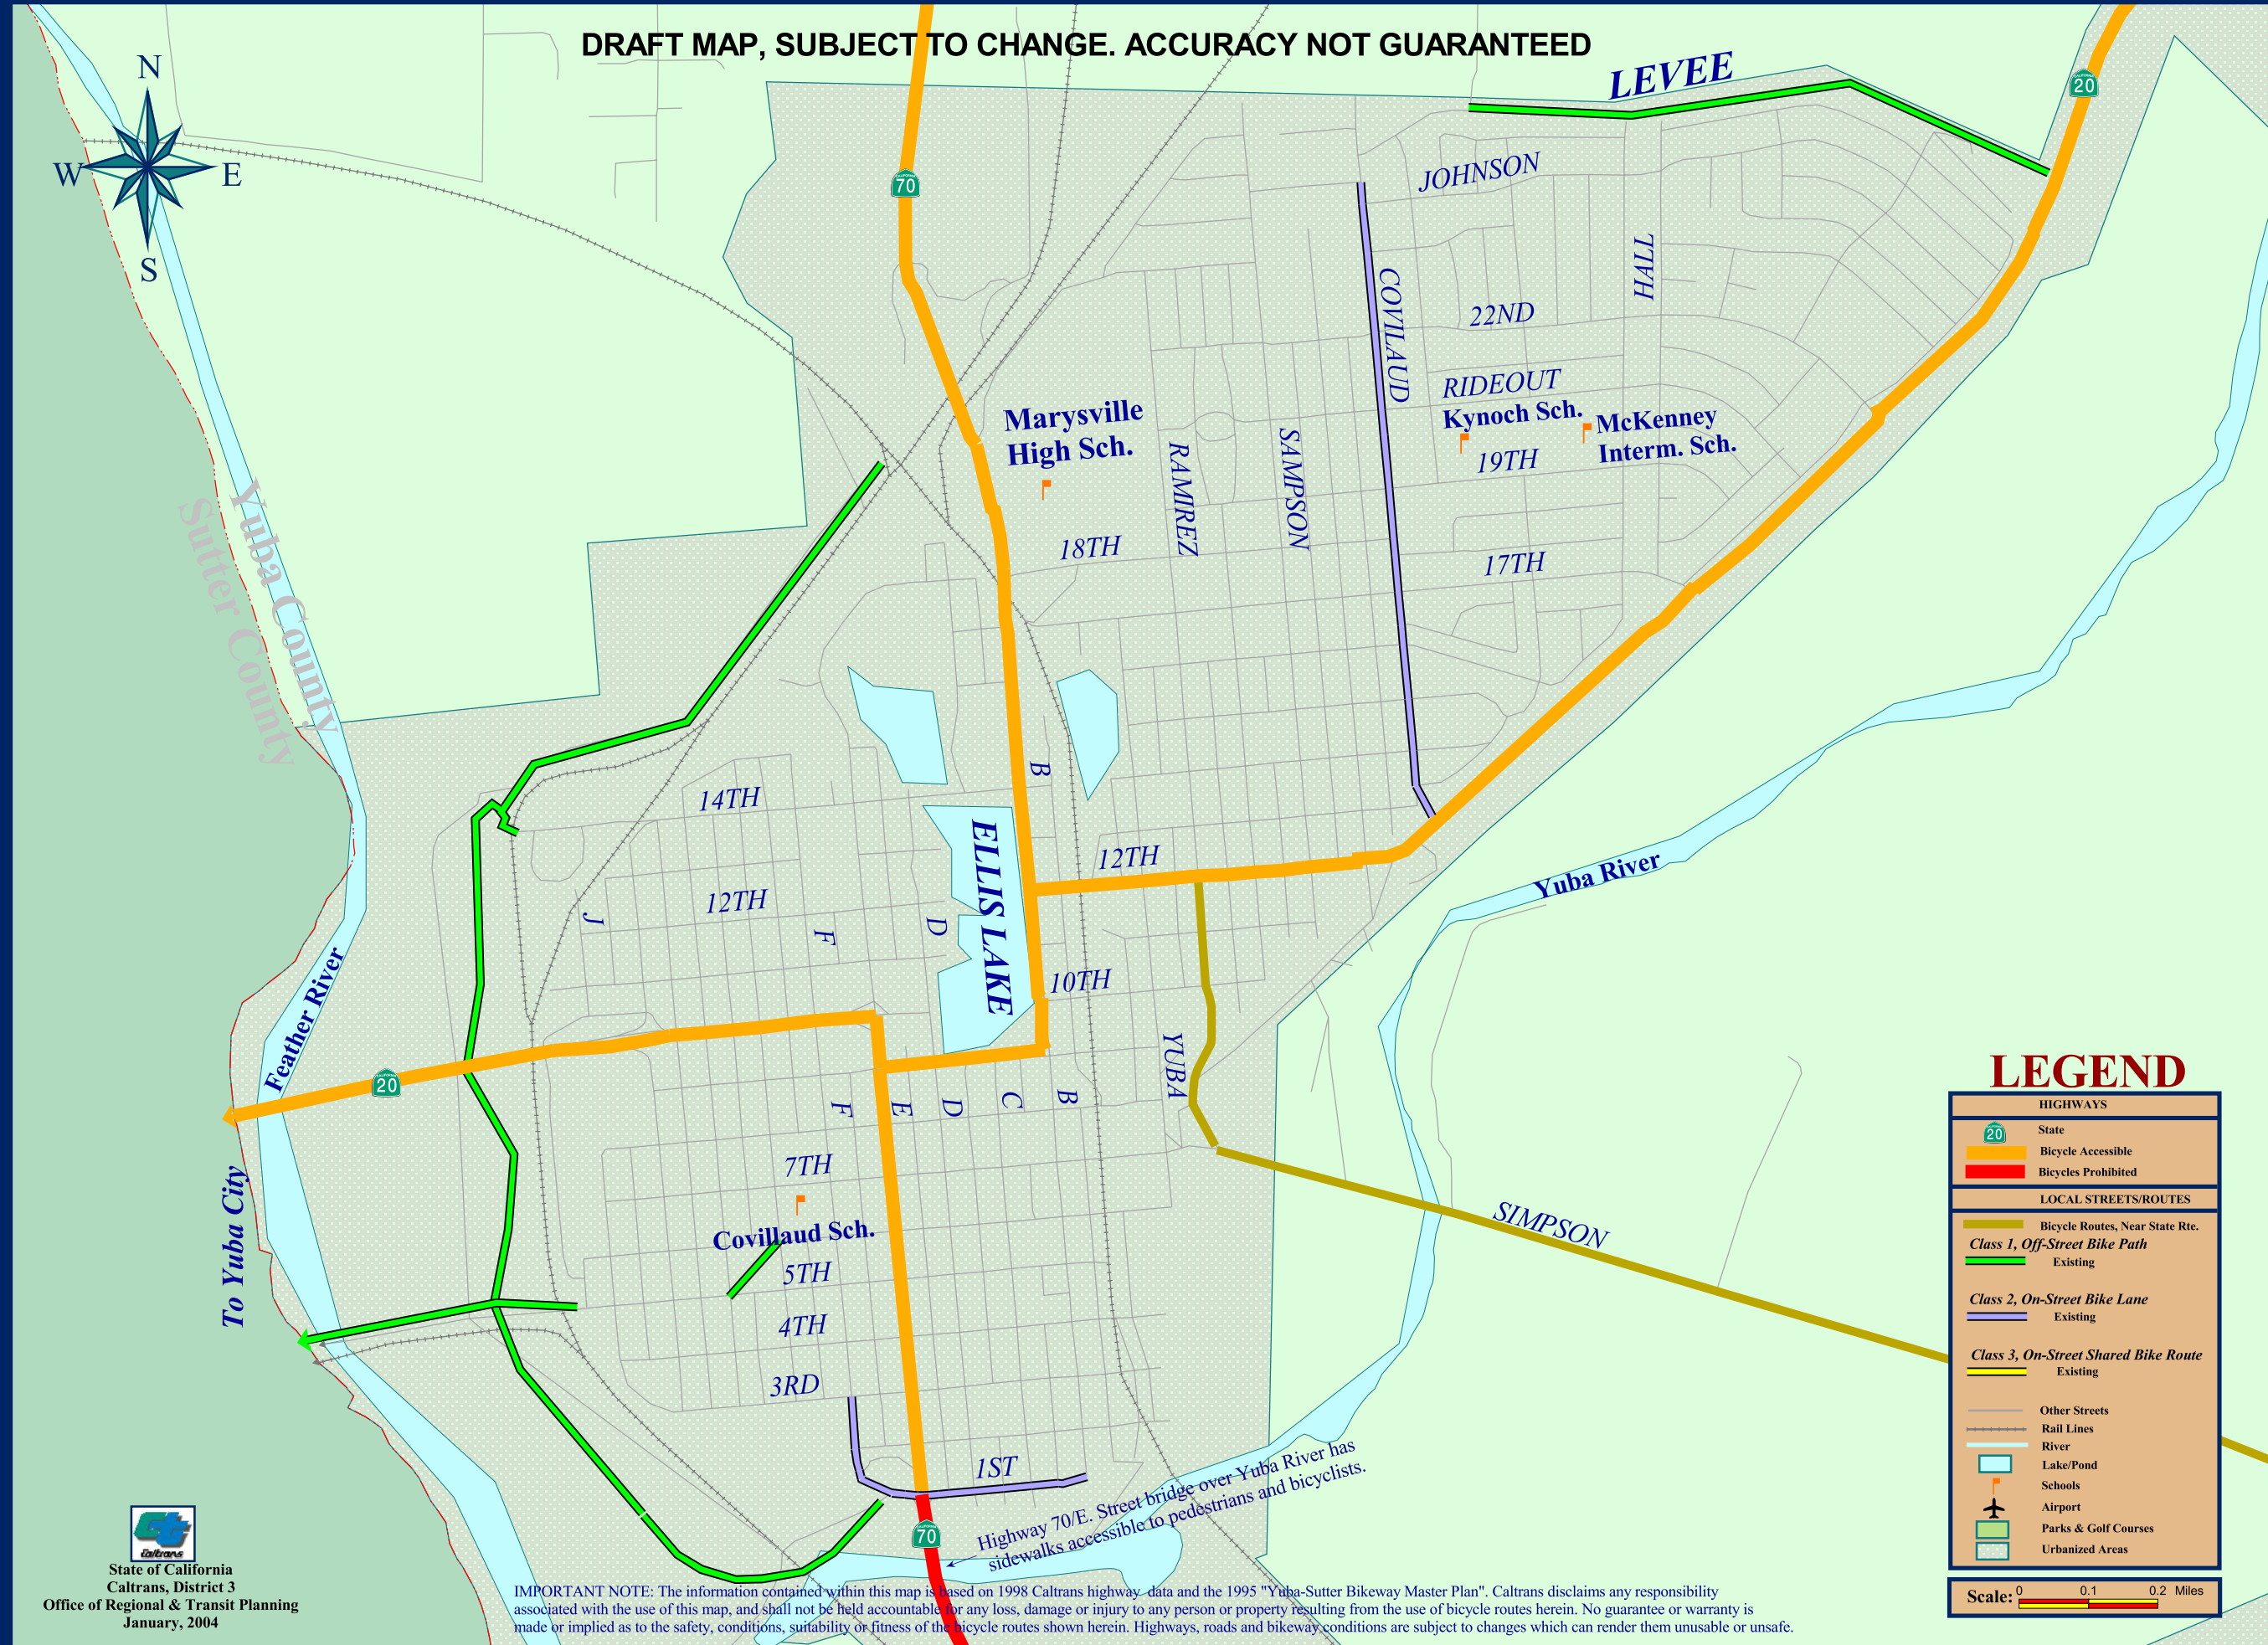 DRAFT MAP, SUBJECT TO CHANGE. ACCURACY NOT GUARANTEED
N
W
E
S
LEVEE
CALIFORNIA
20
CALIFORNIA
70
JOHNSON
HALL
COVILAUD
22ND
RIDEOUT
Kynoch Sch.
McKenney
Interm. Sch.
19TH
Marysville
High Sch.
RAMIREZ
SAMPSON
18TH
17TH
Yuba County
Sutter County
B
14TH
ELLIS LAKE
12TH
12TH
J
F
D
10TH
Yuba River
Feather River
YUBA
CALIFORNIA
20
F
E
D
C
B
7TH
Covillaud Sch.
5TH
4TH
3RD
To Yuba City
SIMPSON
1ST
CALIFORNIA
70
Highway 70/E. Street bridge over Yuba River has
sidewalks accessible to pedestrians and bicyclists.
LEGEND
HIGHWAYS
CALIFORNIA
20
State
Bicycle Accessible
Bicycles Prohibited
LOCAL STREETS/ROUTES
Bicycle Routes, Near State Rte.
Class 1, Off-Street Bike Path
Existing
Class 2, On-Street Bike Lane
Existing
Class 3, On-Street Shared Bike Route
Existing
Other Streets
Rail Lines
River
Lake/Pond
Schools
Airport
Parks & Golf Courses
Urbanized Areas
Scale: 0 0.1 0.2 Miles
ct
Caltrans
State of California
Caltrans, District 3
Office of Regional & Transit Planning
January, 2004
IMPORTANT NOTE: The information contained within this map is based on 1998 Caltrans highway data and the 1995 "Yuba-Sutter Bikeway Master Plan". Caltrans disclaims any responsibility
associated with the use of this map, and shall not be held accountable for any loss, damage or injury to any person or property resulting from the use of bicycle routes herein. No guarantee or warranty is
made or implied as to the safety, conditions, suitability or fitness of the bicycle routes shown herein. Highways, roads and bikeway conditions are subject to changes which can render them unusable or unsafe.